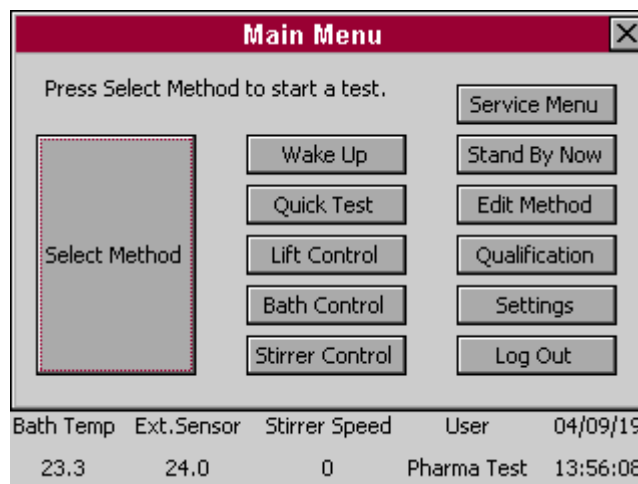 Main Menu
Press Select Method to start a test.
Service Menu
Wake Up
Stand By Now
Quick Test
Edit Method
Select Method
Lift Control
Qualification
Bath Control
Settings
Stirrer Control
Log Out
Bath Temp Ext.Sensor Stirrer Speed User 04/09/19
23.3 24.0 0 Pharma Test 13:56:08